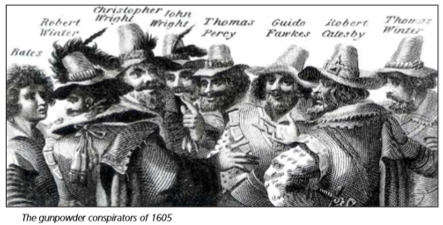 Bates
Robert
Winter
Christopher
Wright
John
Wright
Thomas
Percy
Guido
Fawkes
Robert
Catesby
Thomas
Winter
The gunpowder conspirators of 1605